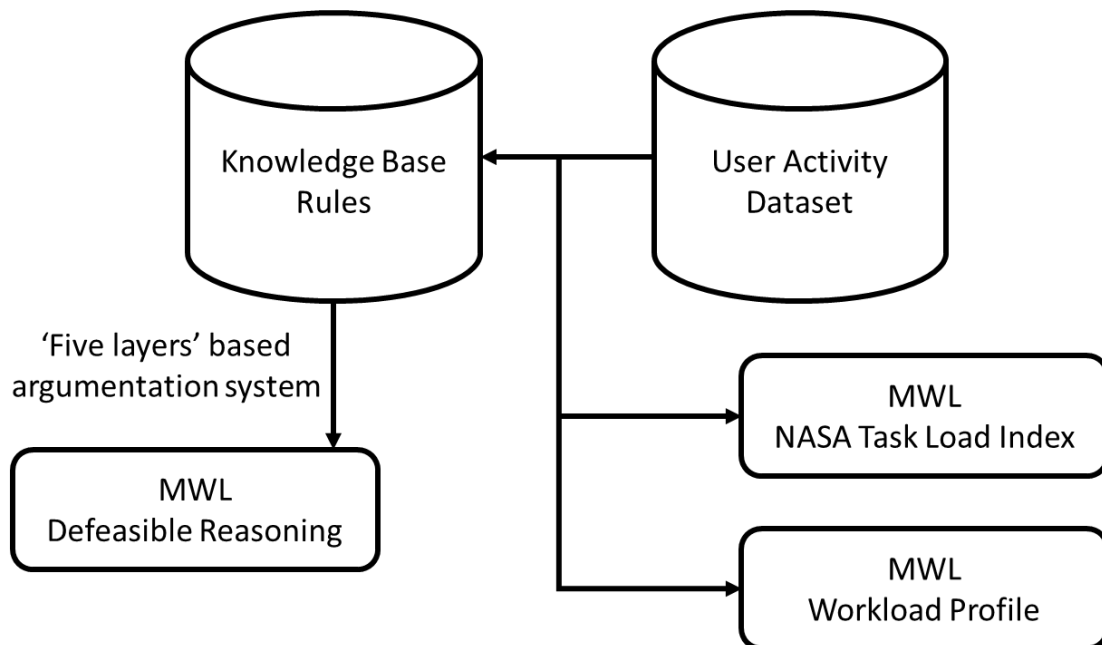 Knowledge Base
Rules
User Activity
Dataset
‘Five layers’ based
argumentation system
MWL
Defeasible Reasoning
MWL
NASA Task Load Index
MWL
Workload Profile